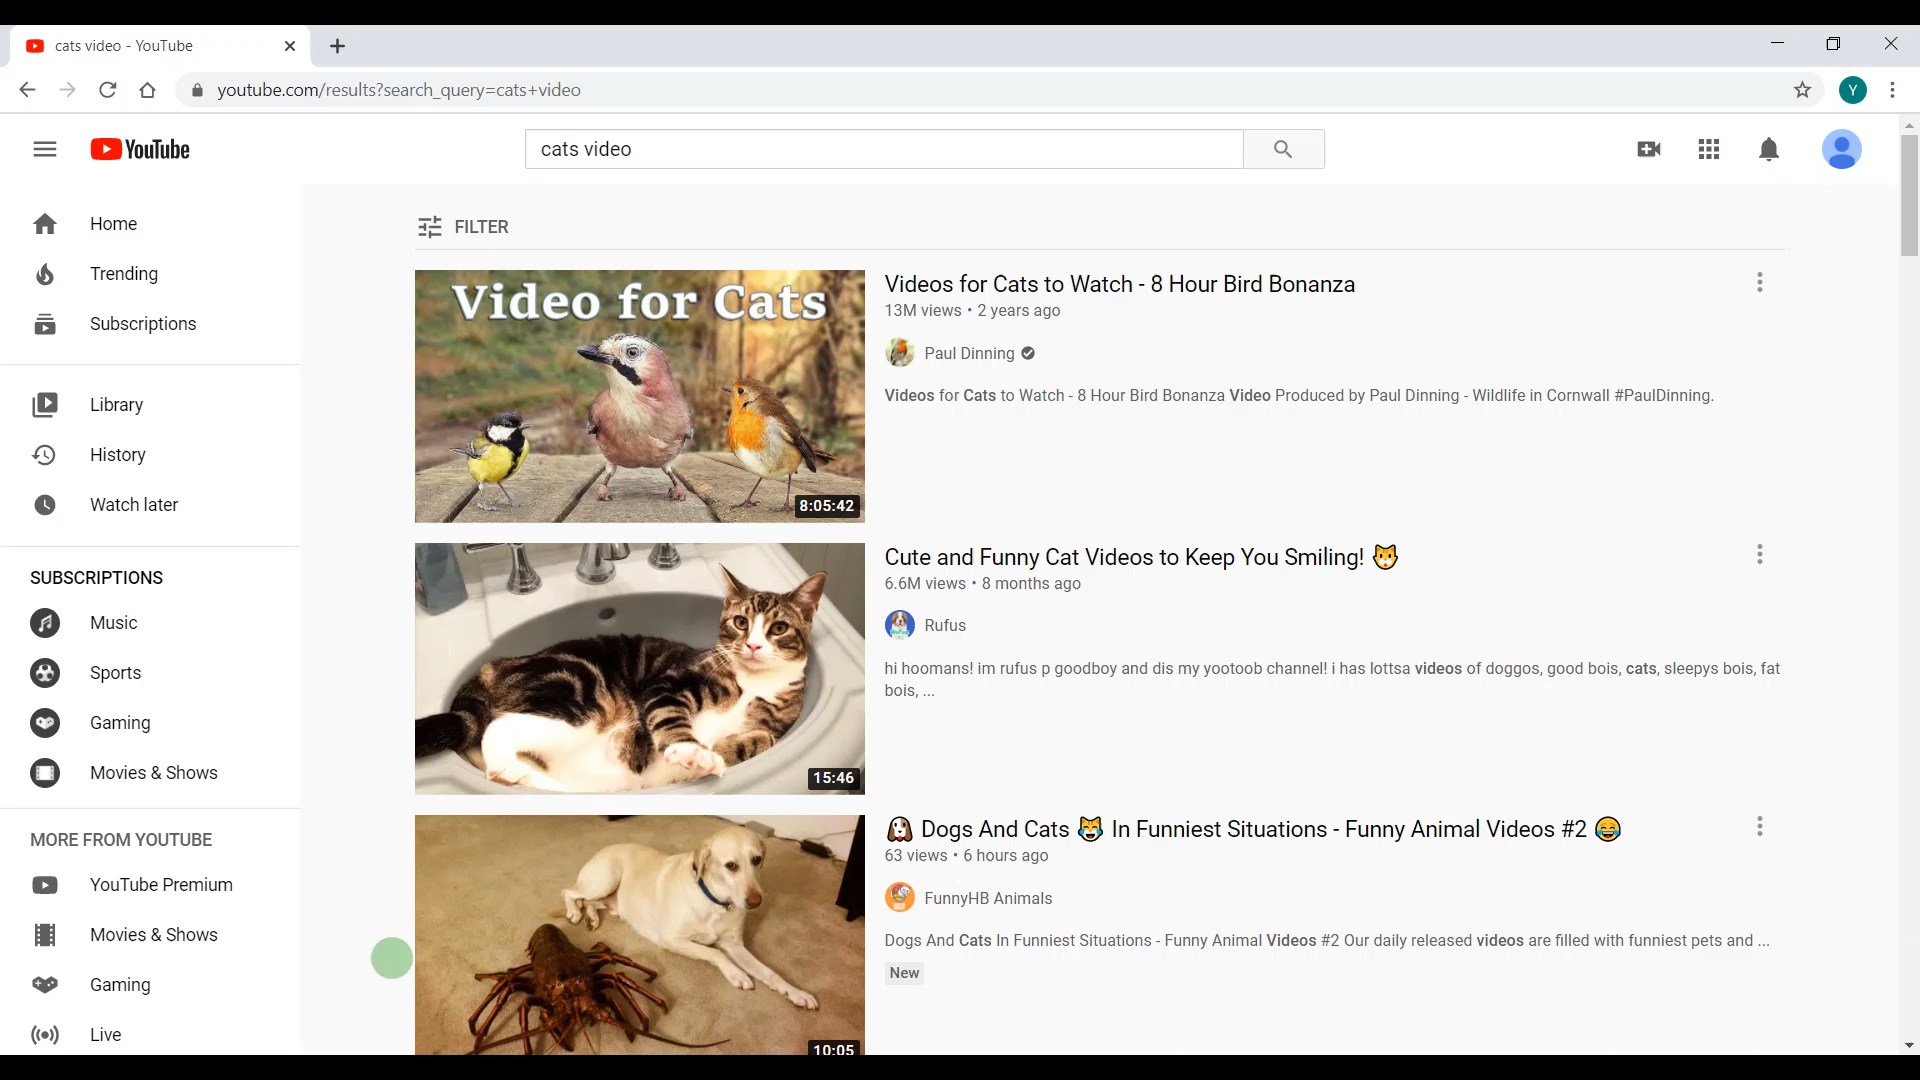 cats video - YouTube
youtube.com/results?search_query=cats+video
Y
YouTube
cats video
Home
Trending
Subscriptions
Library
History
Watch later
SUBSCRIPTIONS
Music
Sports
Gaming
Movies & Shows
MORE FROM YOUTUBE
YouTube Premium
Movies & Shows
Gaming
Live
FILTER
Video for Cats
8:05:42
Videos for Cats to Watch - 8 Hour Bird Bonanza
13M views • 2 years ago
Paul Dinning
Videos for Cats to Watch - 8 Hour Bird Bonanza Video Produced by Paul Dinning - Wildlife in Cornwall #PaulDinning.
15:46
Cute and Funny Cat Videos to Keep You Smiling! 🐱
6.6M views • 8 months ago
Rufus
hi hoomans! im rufus p goodboy and dis my yootoob channel! i has lottsa videos of doggos, good bois, cats, sleepys bois, fat
bois, ...
10:05
🐶 Dogs And Cats 😹 In Funniest Situations - Funny Animal Videos #2 😂
63 views • 6 hours ago
FunnyHB Animals
Dogs And Cats In Funniest Situations - Funny Animal Videos #2 Our daily released videos are filled with funniest pets and ...
New